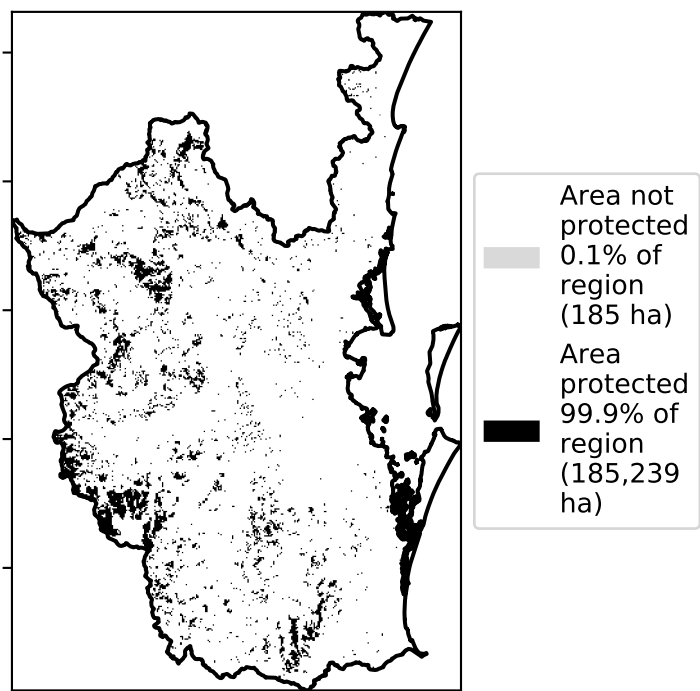 Area not
protected
0.1% of
region
(185 ha)
Area
protected
99.9% of
region
(185,239
ha)